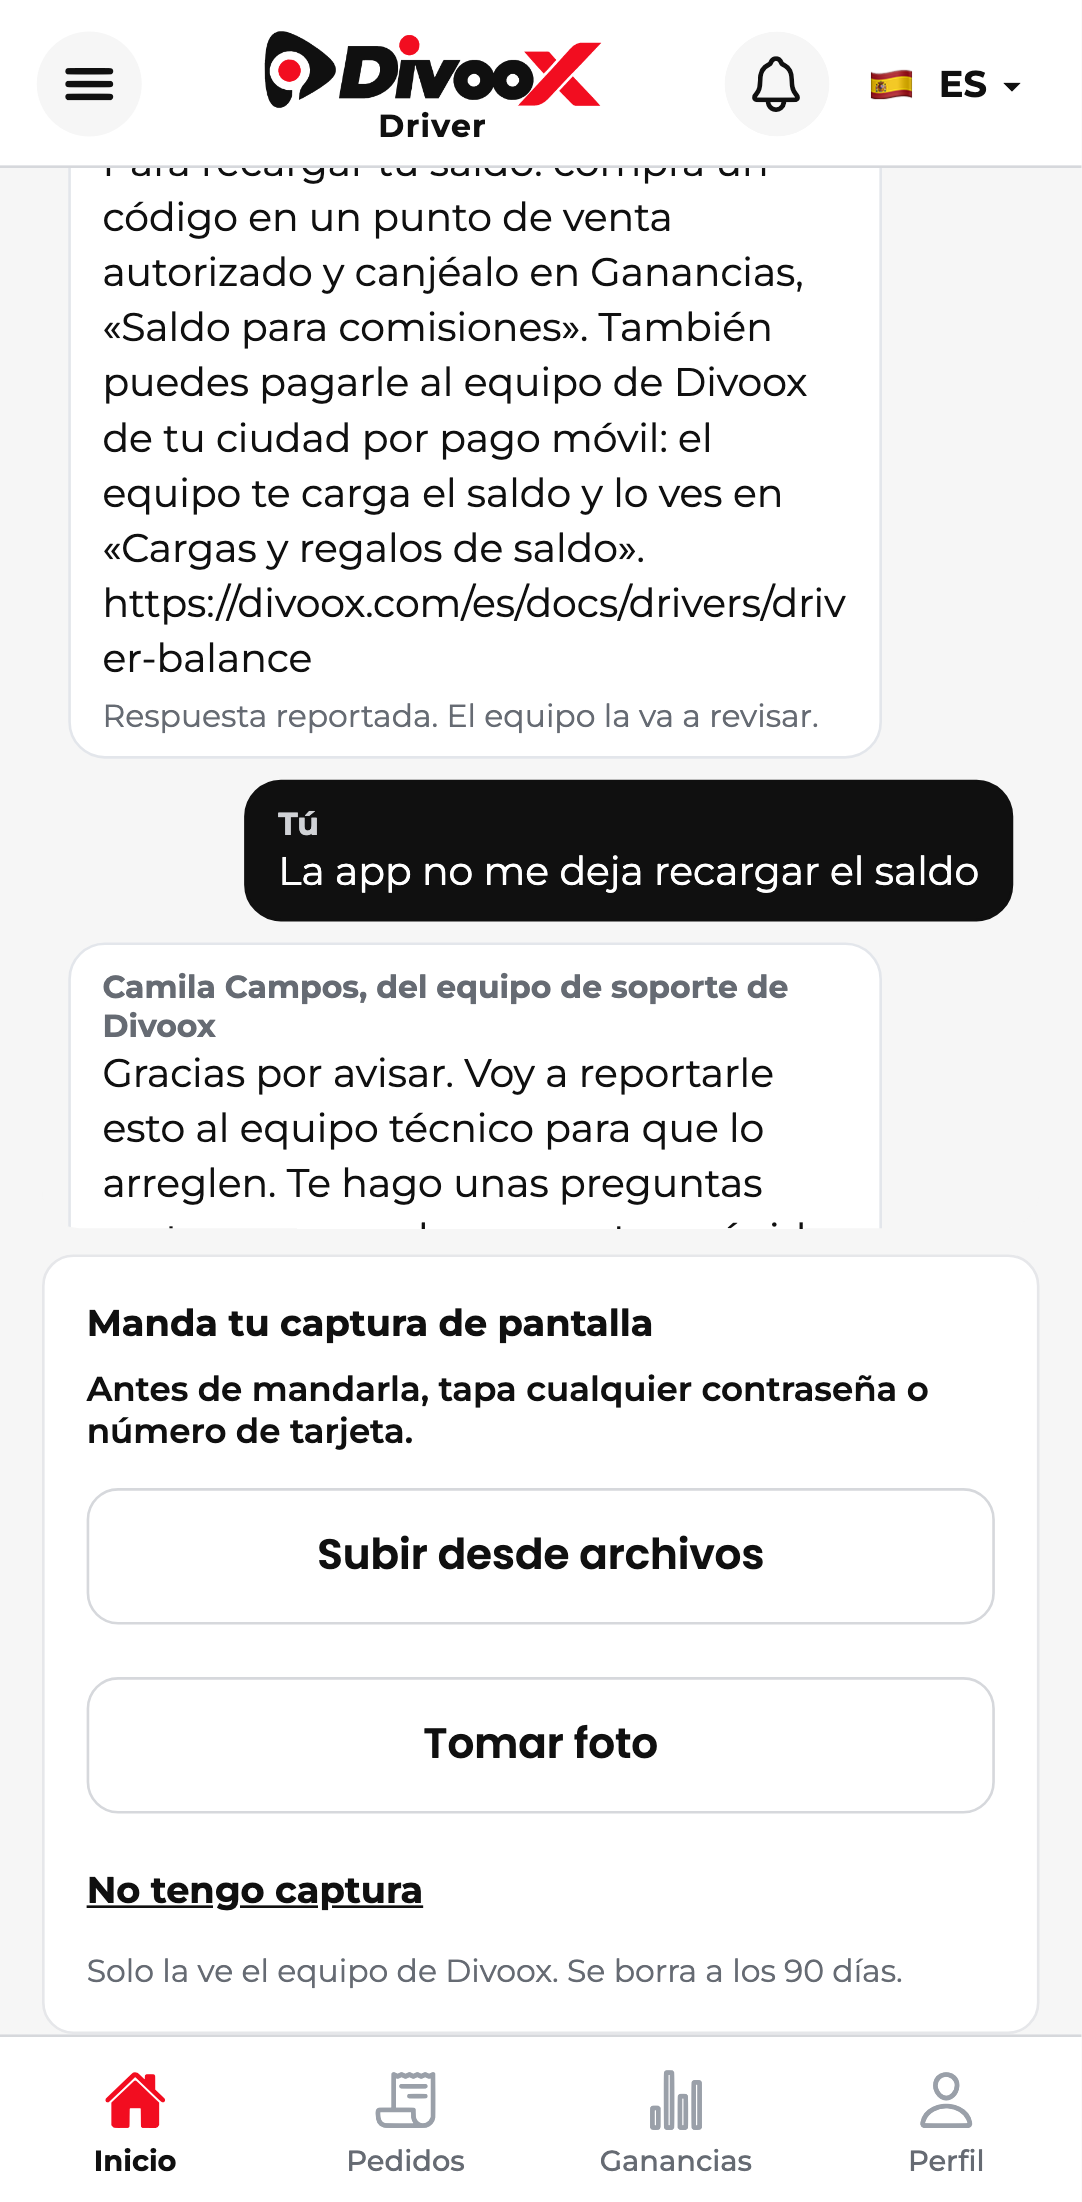 Divoox
Driver
ES
Para recargar tu saldo: compra un
código en un punto de venta
autorizado y canjéalo en Ganancias,
«Saldo para comisiones». También
puedes pagarle al equipo de Divoox
de tu ciudad por pago móvil: el
equipo te carga el saldo y lo ves en
«Cargas y regalos de saldo».
https://divoox.com/es/docs/drivers/driv
er-balance
Respuesta reportada. El equipo la va a revisar.
Tú
La app no me deja recargar el saldo
Camila Campos, del equipo de soporte de
Divoox
Gracias por avisar. Voy a reportarle
esto al equipo técnico para que lo
arreglen. Te hago unas preguntas
Manda tu captura de pantalla
Antes de mandarla, tapa cualquier contraseña o
número de tarjeta.
Subir desde archivos
Tomar foto
No tengo captura
Solo la ve el equipo de Divoox. Se borra a los 90 días.
Inicio
Pedidos
Ganancias
Perfil